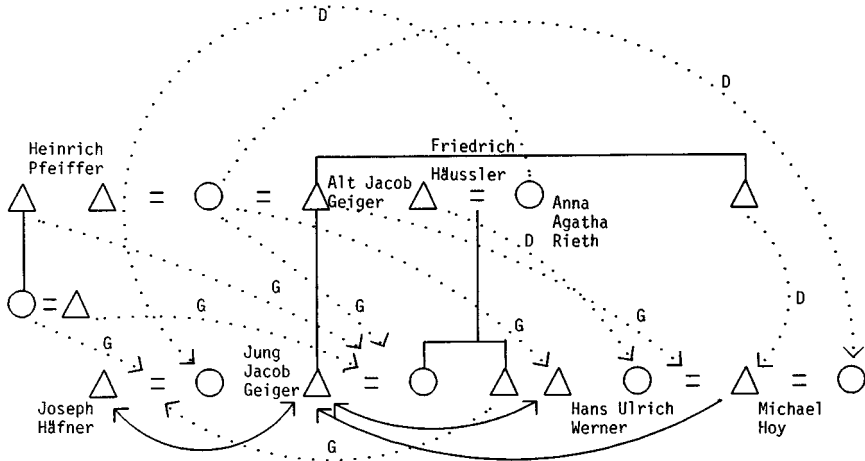 D
D
Heinrich
Pfeiffer
Friedrich
Häussler
Alt Jacob
Geiger
Anna
Agatha
Rieth
D
D
G
G
G
G
G
G
Jung
Jacob
Geiger
Joseph
Häfner
Hans Ulrich
Werner
Michael
Hoy
G